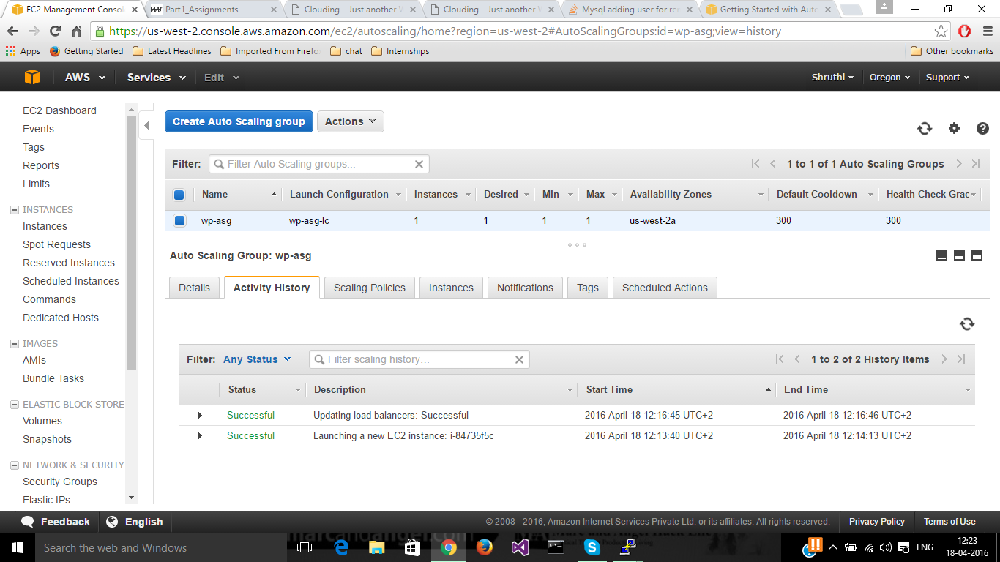 EC2 Management Conso
Part1_Assignments
Clouding – Just another
Clouding – Just another
Mysql adding user for re
Getting Started with Aut
https://us-west-2.console.aws.amazon.com/ec2/autoscaling/home?region=us-west-2#AutoScalingGroups:id=wp-asg;view=history
Apps Getting Started Latest Headlines Imported From Firefo chat Internships Other bookmarks
AWS Services Edit Shruthi Oregon Support
EC2 Dashboard
Events
Tags
Reports
Limits
INSTANCES
Instances
Spot Requests
Reserved Instances
Scheduled Instances
Commands
Dedicated Hosts
IMAGES
AMIs
Bundle Tasks
ELASTIC BLOCK STORE
Volumes
Snapshots
NETWORK & SECURITY
Security Groups
Elastic IPs
Create Auto Scaling group Actions
Filter: Filter Auto Scaling groups... 1 to 1 of 1 Auto Scaling Groups
Name Launch Configuration Instances Desired Min Max Availability Zones Default Cooldown Health Check Grac
wp-asg wp-asg-lc 1 1 1 1 us-west-2a 300 300
Auto Scaling Group: wp-asg
Details Activity History Scaling Policies Instances Notifications Tags Scheduled Actions
Filter: Any Status Filter scaling history... 1 to 2 of 2 History Items
Status Description Start Time End Time
Successful Updating load balancers: Successful 2016 April 18 12:16:45 UTC+2 2016 April 18 12:16:46 UTC+2
Successful Launching a new EC2 instance: i-84735f5c 2016 April 18 12:13:40 UTC+2 2016 April 18 12:14:13 UTC+2
Feedback English © 2008 - 2016, Amazon Internet Services Private Ltd. or its affiliates. All rights reserved. Privacy Policy Terms of Use
Search the web and Windows
ENG
12:23
18-04-2016